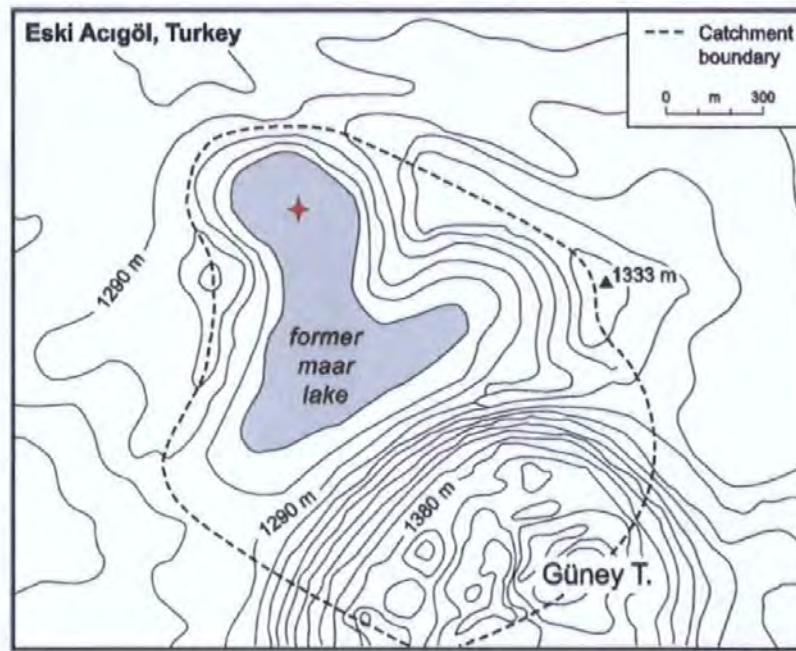 Eski Acıgöl, Turkey
Catchment
boundary
0 m 300
1290 m
1333 m
former
maar
lake
1290 m
1380 m
Güney T.